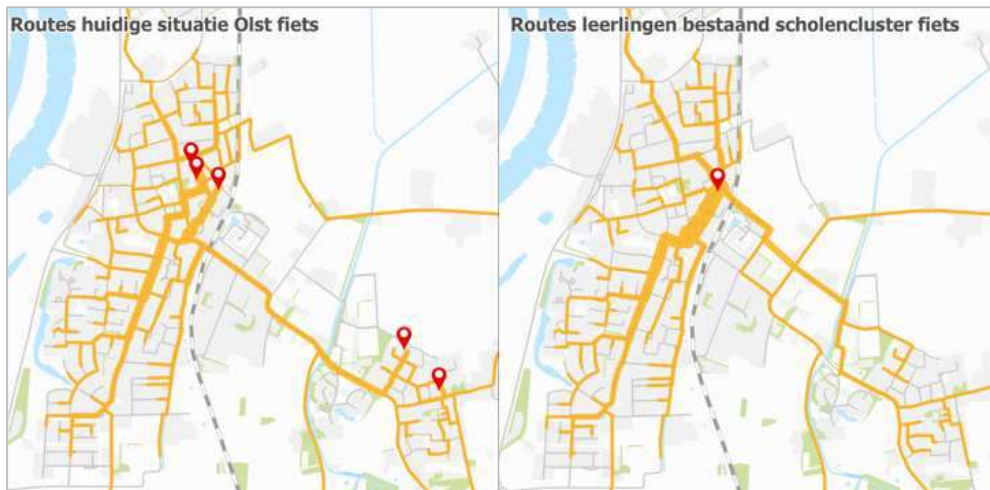 Routes huidige situatie Olst fiets
Routes leerlingen bestaand scholencluster fiets